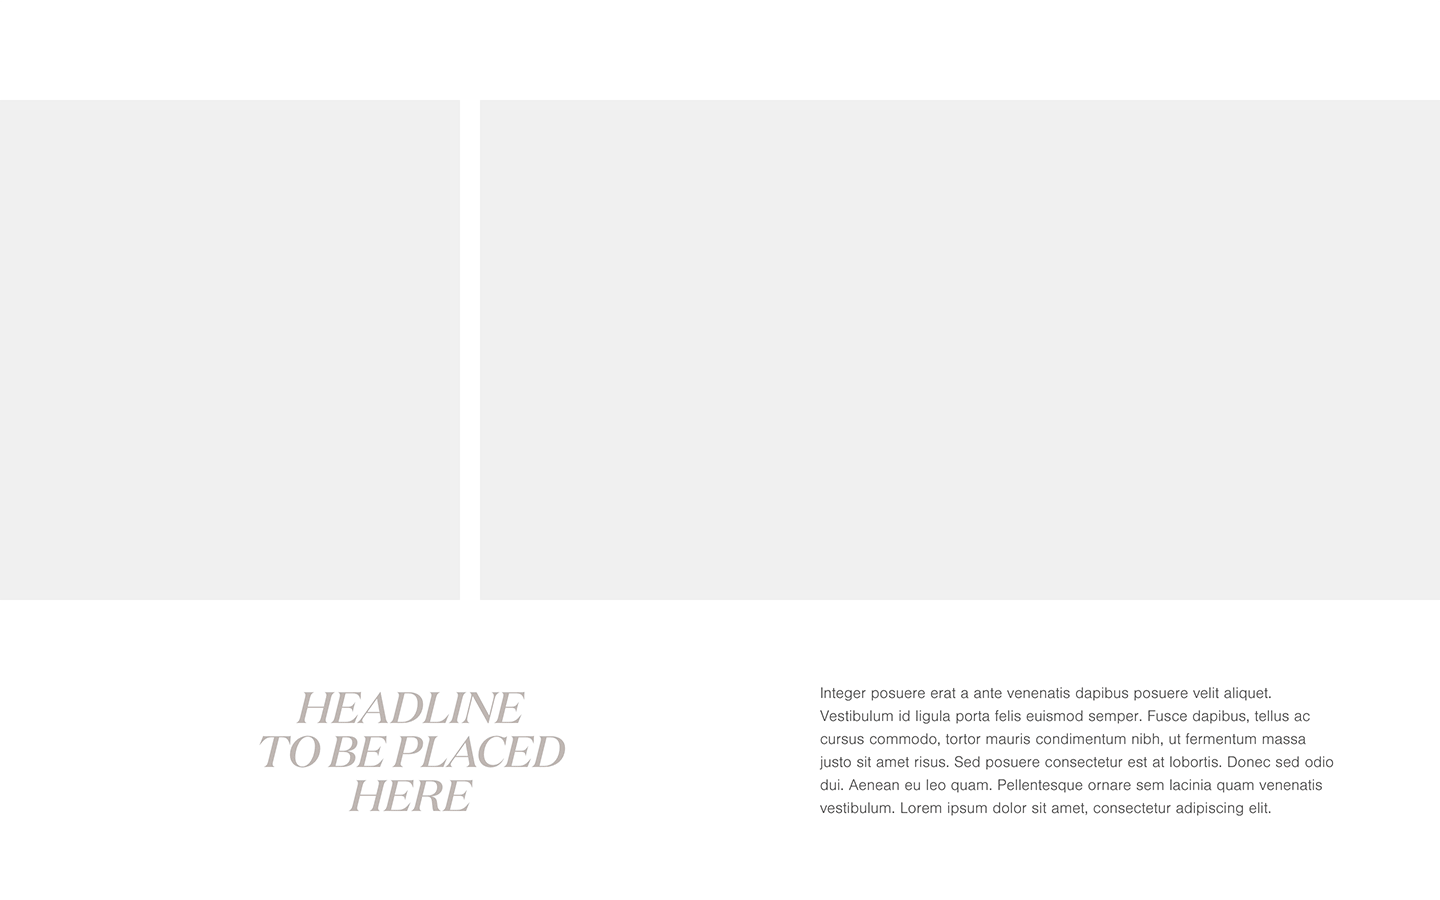 HEADLINE
TO BE PLACED
HERE
Integer posuere erat a ante venenatis dapibus posuere velit aliquet.
Vestibulum id ligula porta felis euismod semper. Fusce dapibus, tellus ac
cursus commodo, tortor mauris condimentum nibh, ut fermentum massa
justo sit amet risus. Sed posuere consectetur est at lobortis. Donec sed odio
dui. Aenean eu leo quam. Pellentesque ornare sem lacinia quam venenatis
vestibulum. Lorem ipsum dolor sit amet, consectetur adipiscing elit.